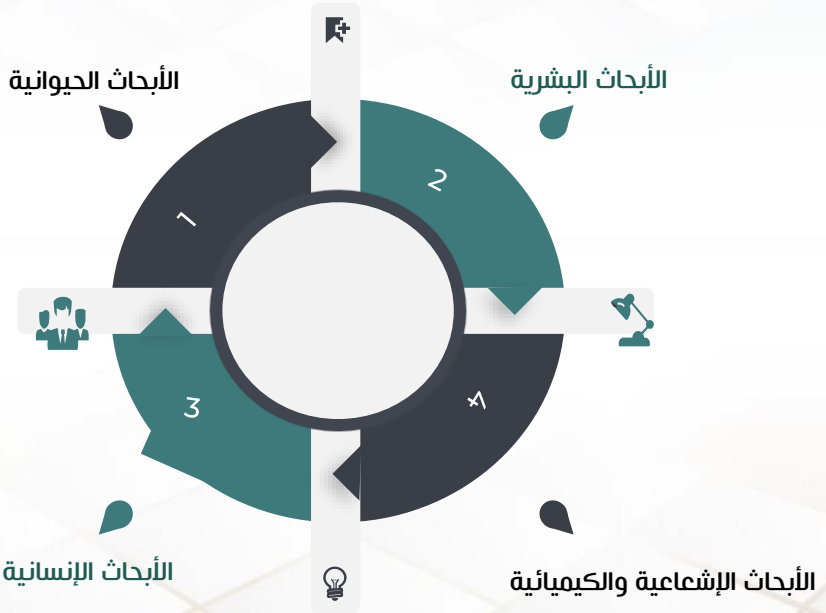 الأبحاث البشرية
الأبحاث الحيوانية
2
1
4
3
الأبحاث الإنسانية
الأبحاث الإشعاعية والكيميائية